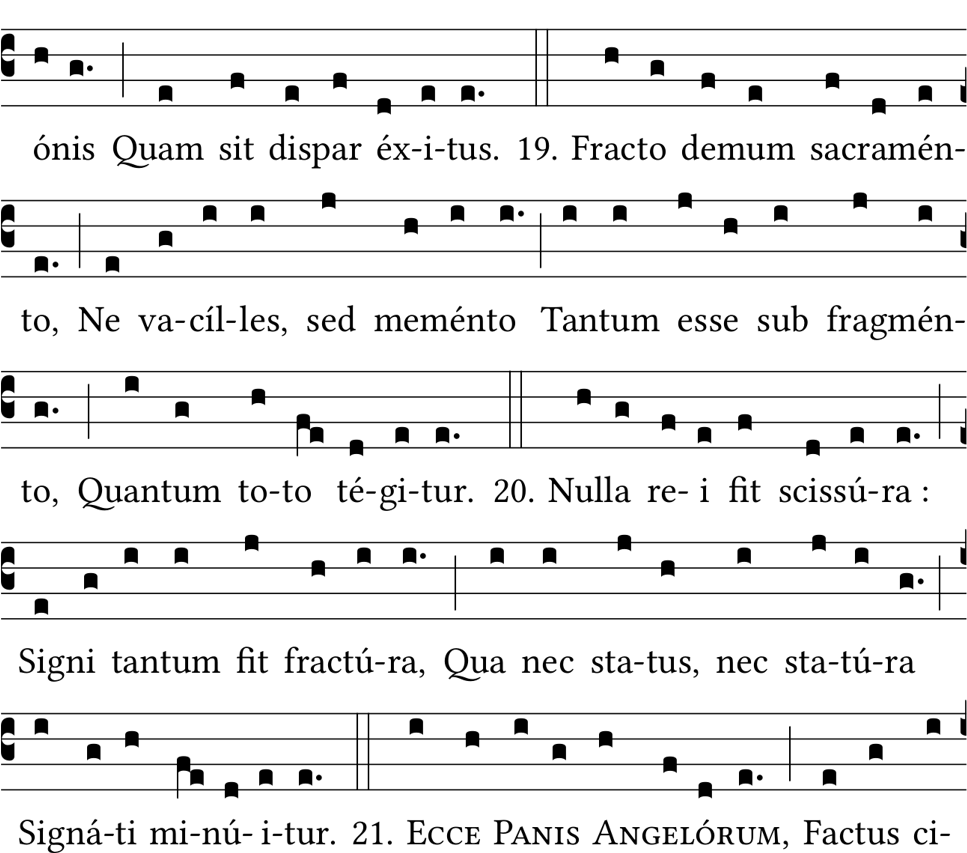 ónis Quam sit dispar éx-i-tus. 19. Fracto demum sacramén-
to, Ne va-cíl-les, sed meménto Tantum esse sub fragmén-
to, Quantum to-to té-gi-tur. 20. Nulla re- i fit scissú-ra :
Signi tantum fit fractú-ra, Qua nec sta-tus, nec sta-tú-ra
Signá-ti mi-nú- i-tur. 21. Ecce Panis Angelórum, Factus ci-